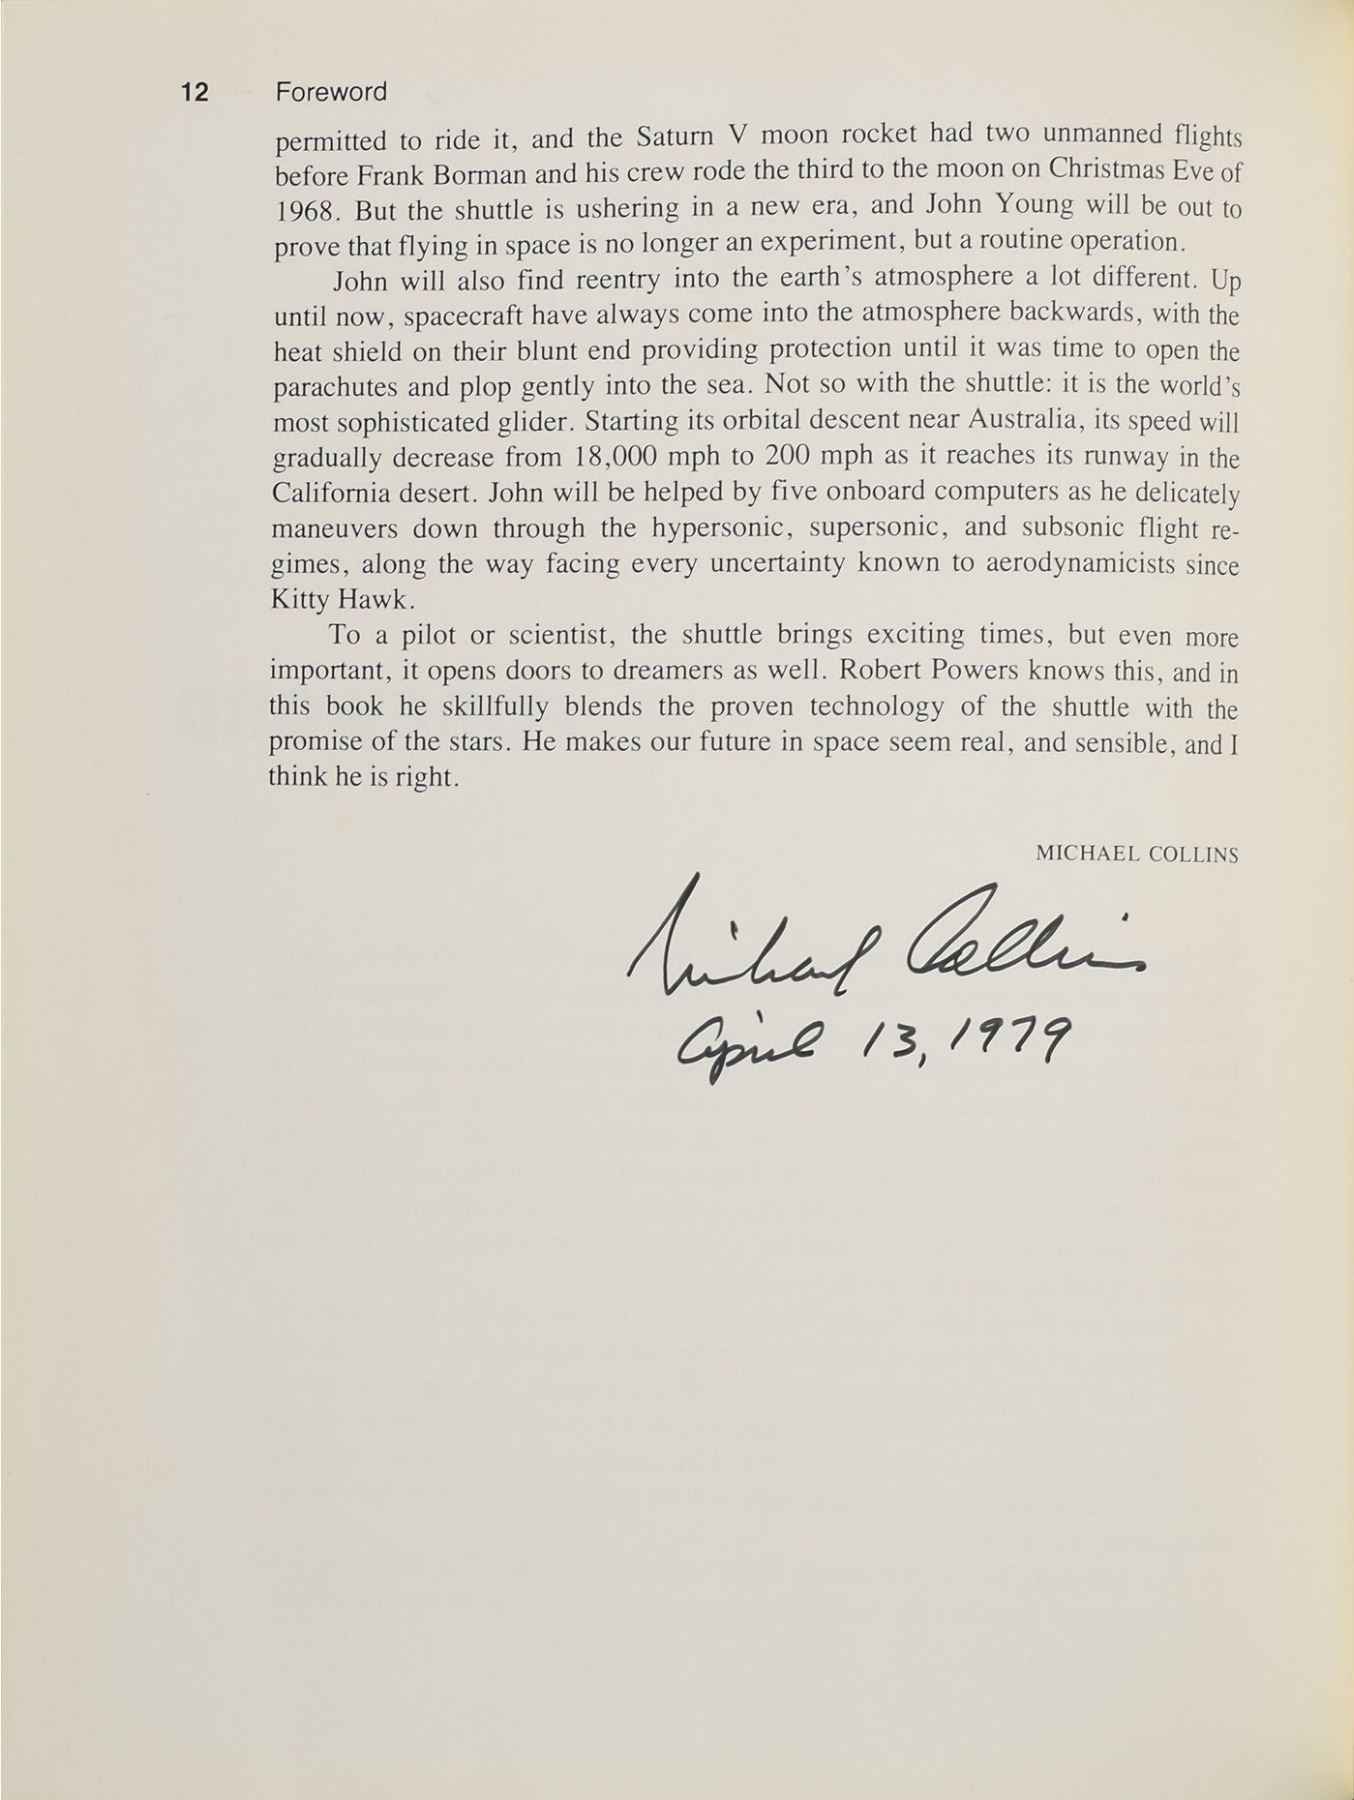 12 Foreword
permitted to ride it, and the Saturn V moon rocket had two unmanned flights
before Frank Borman and his crew rode the third to the moon on Christmas Eve of
1968. But the shuttle is ushering in a new era, and John Young will be out to
prove that flying in space is no longer an experiment, but a routine operation.
John will also find reentry into the earth's atmosphere a lot different. Up
until now, spacecraft have always come into the atmosphere backwards, with the
heat shield on their blunt end providing protection until it was time to open the
parachutes and plop gently into the sea. Not so with the shuttle: it is the world's
most sophisticated glider. Starting its orbital descent near Australia, its speed will
gradually decrease from 18,000 mph to 200 mph as it reaches its runway in the
California desert. John will be helped by five onboard computers as he delicately
maneuvers down through the hypersonic, supersonic, and subsonic flight re-
gimes, along the way facing every uncertainty known to aerodynamicists since
Kitty Hawk.
To a pilot or scientist, the shuttle brings exciting times, but even more
important, it opens doors to dreamers as well. Robert Powers knows this, and in
this book he skillfully blends the proven technology of the shuttle with the
promise of the stars. He makes our future in space seem real, and sensible, and I
think he is right.
MICHAEL COLLINS
Michael Collins
April 13, 1979